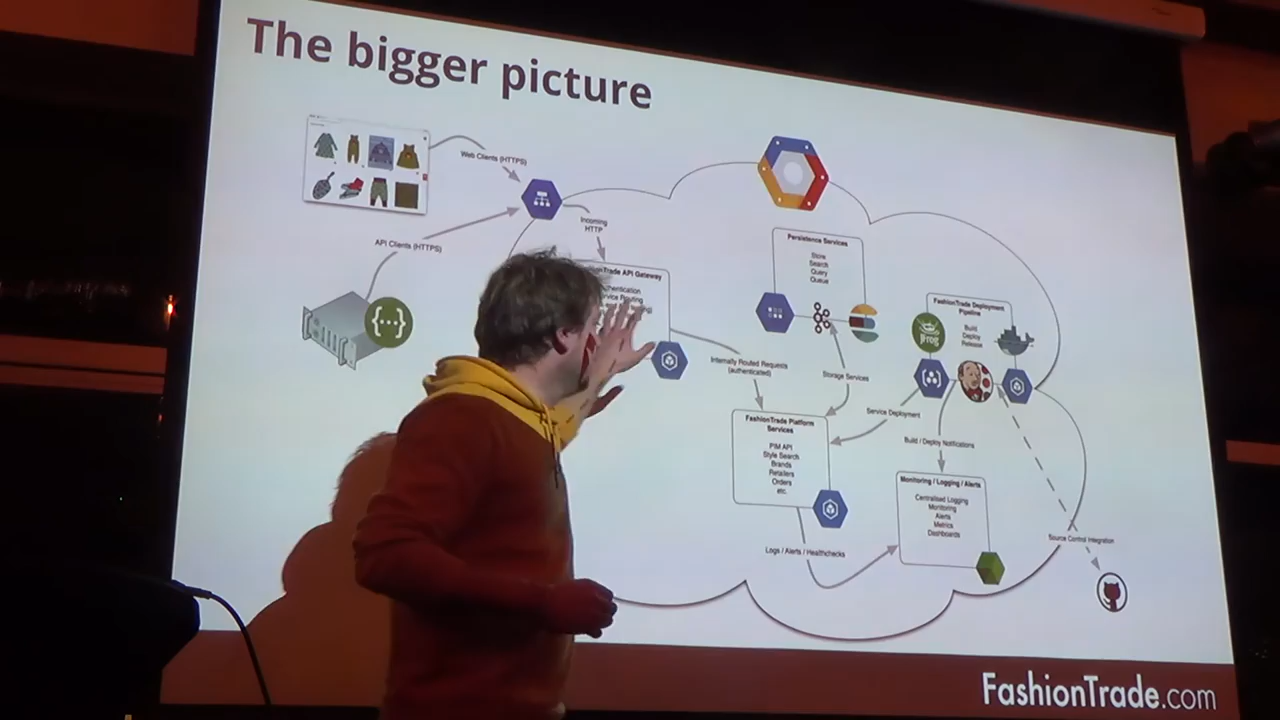 The bigger picture
Web Clients (HTTPS)
API Clients (HTTPS)
Incoming
HTTP
API Gateway
Routing
Internally Routed Requests
(authenticated)
Persistence Services
Store
Search
Query
Queue
Storage Services
FashionTrade Deployment
Pipeline
Build
Deploy
Release
JFrog
Service Deployment
Build / Deploy Notifications
FashionTrade Platform
Services
PIM API
Style Search
Brands
Retailers
Orders
etc.
Monitoring / Logging / Alerts
Centralised Logging
Monitoring
Alerts
Metrics
Dashboards
Logs / Alerts / Healthchecks
Source Control Integration
FashionTrade.com